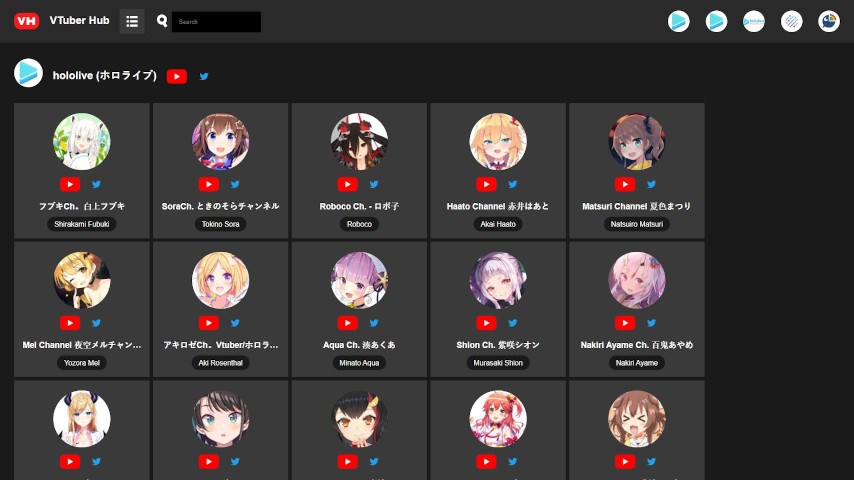 VH VTuber Hub Search
hololive (ホロライブ)
フブキCh。白上フブキ
Shirakami Fubuki
SoraCh. ときのそらチャンネル
Tokino Sora
Roboco Ch. - ロボ子
Roboco
Haato Channel 赤井はあと
Akai Haato
Matsuri Channel 夏色まつり
Natsuiro Matsuri
Mel Channel 夜空メルチャン...
Yozora Mel
アキロゼCh。Vtuber/ホロラ...
Aki Rosenthal
Aqua Ch. 湊あくあ
Minato Aqua
Shion Ch. 紫咲シオン
Murasaki Shion
Nakiri Ayame Ch. 百鬼あやめ
Nakiri Ayame